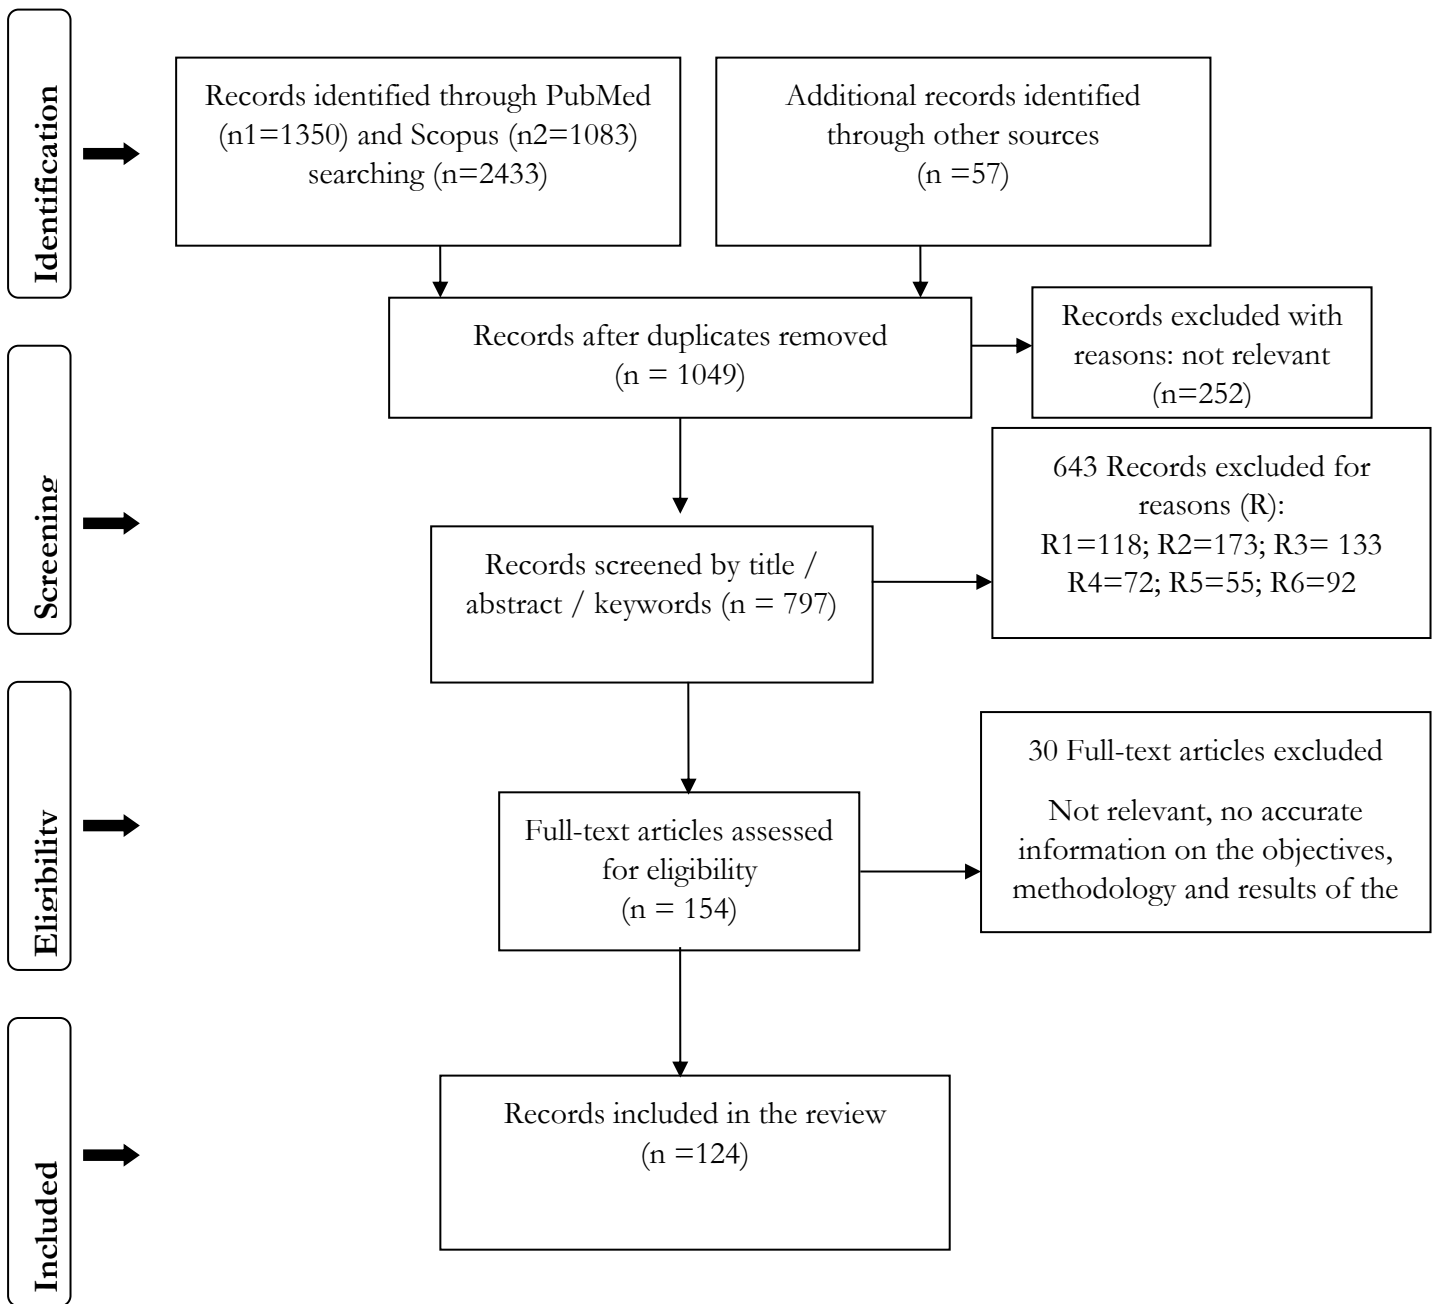 Identification
Records identified through PubMed
(n1=1350) and Scopus (n2=1083)
searching (n=2433)
Additional records identified
through other sources
(n =57)
Records after duplicates removed
(n = 1049)
Records excluded with
reasons: not relevant
(n=252)
Screening
Records screened by title /
abstract / keywords (n = 797)
643 Records excluded for
reasons (R):
R1=118; R2=173; R3= 133
R4=72; R5=55; R6=92
Eligibility
Full-text articles assessed
for eligibility
(n = 154)
30 Full-text articles excluded
Not relevant, no accurate
information on the objectives,
methodology and results of the
Included
Records included in the review
(n =124)